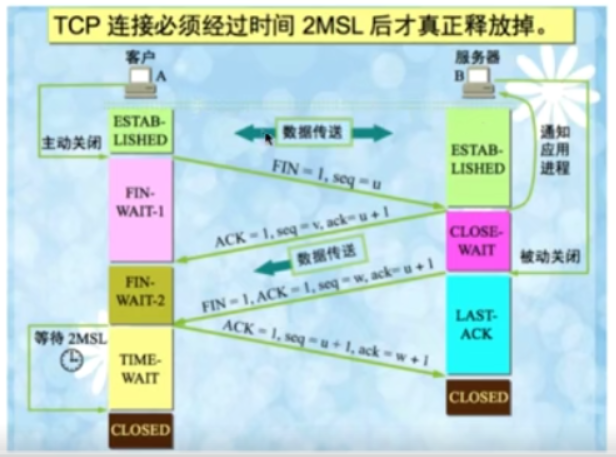 TCP 连接必须经过时间 2MSL 后才真正释放掉。
客户
A
服务器
B
ESTAB-
LISHED
主动关闭
数据传送
ESTAB-
LISHED
通知
应用
进程
FIN = 1, seq = u
FIN-
WAIT-1
ACK = 1, seq = v, ack= u + 1
CLOSE-
WAIT
数据传送
被动关闭
FIN-
WAIT-2
FIN = 1, ACK = 1, seq = w, ack= u + 1
LAST-
ACK
ACK = 1, seq = u + 1, ack = w + 1
等待 2MSL
TIME-
WAIT
CLOSED
CLOSED